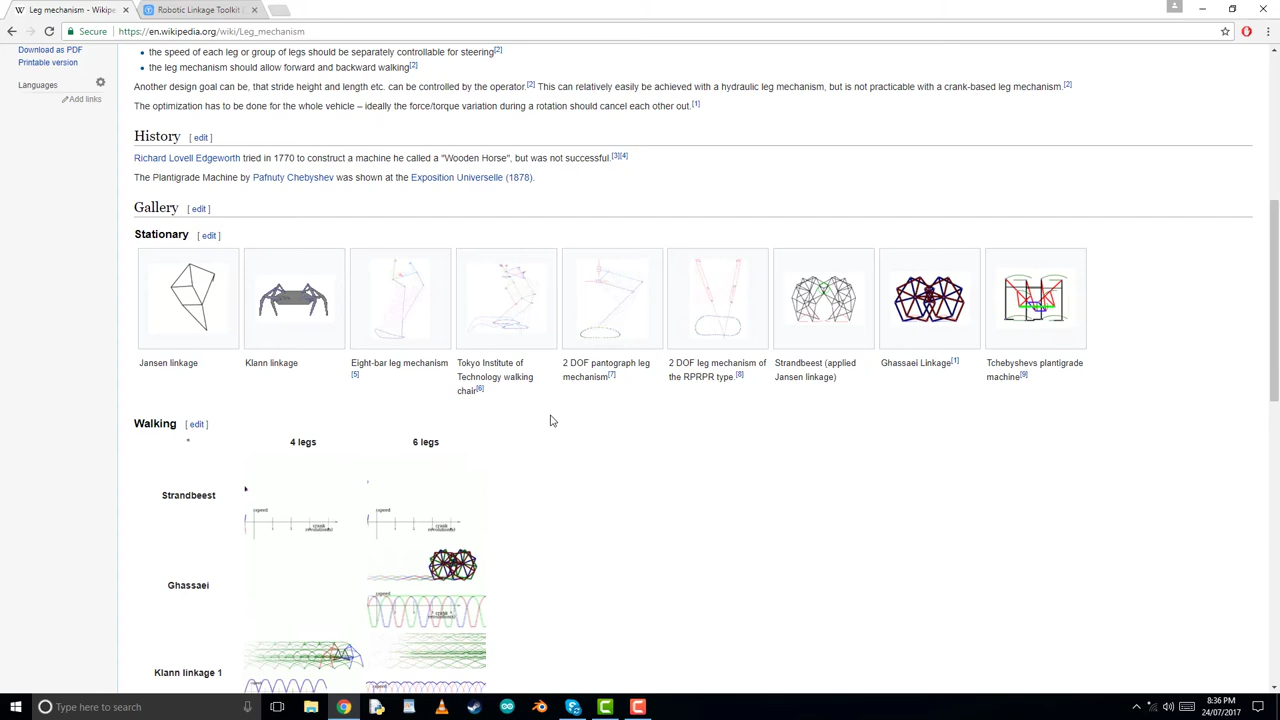 Leg mechanism - Wikipe
Robotic Linkage Toolkit |
Secure
https://en.wikipedia.org/wiki/Leg_mechanism
Download as PDF
Printable version
Languages
Add links
• the speed of each leg or group of legs should be separately controllable for steering[2]
• the leg mechanism should allow forward and backward walking[2]
Another design goal can be, that stride height and length etc. can be controlled by the operator.[2] This can relatively easily be achieved with a hydraulic leg mechanism, but is not practicable with a crank-based leg mechanism.[2]
The optimization has to be done for the whole vehicle – ideally the force/torque variation during a rotation should cancel each other out.[1]
History [ edit ]
Richard Lovell Edgeworth tried in 1770 to construct a machine he called a "Wooden Horse", but was not successful.[3][4]
The Plantigrade Machine by Pafnuty Chebyshev was shown at the Exposition Universelle (1878).
Gallery [ edit ]
Stationary [ edit ]
Jansen linkage
Klann linkage
Eight-bar leg mechanism
[5]
Tokyo Institute of
Technology walking
chair[6]
2 DOF pantograph leg
mechanism[7]
2 DOF leg mechanism of
the RPRPR type.[8]
Strandbeest (applied
Jansen linkage)
Ghassaei Linkage[1]
Tchebyshevs plantigrade
machine[9]
Walking [ edit ]
* 4 legs 6 legs
Strandbeest
speed
crank
revolution(s)
speed
crank
revolution(s)
Ghassaei
speed
crank
revolution(s)
Klann linkage 1
Type here to search
8:36 PM
24/07/2017